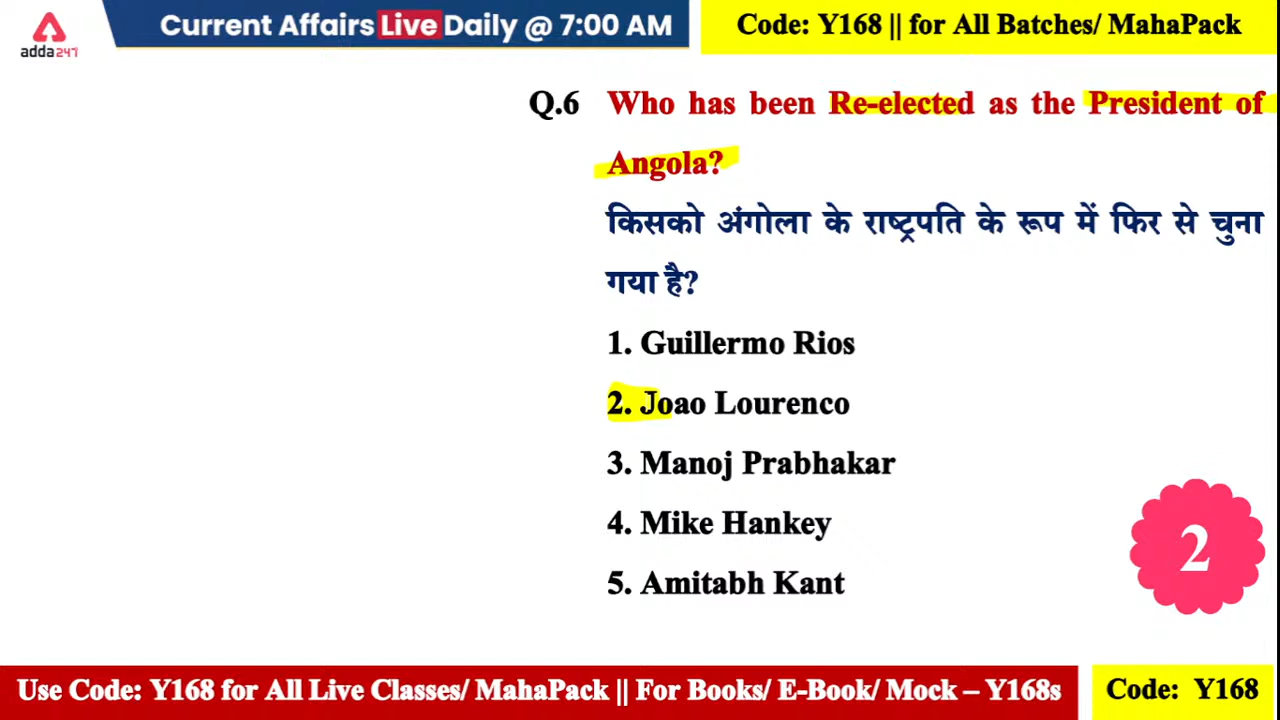 Current Affairs Live Daily @ 7:00 AM
Code: Y168 || for All Batches/ MahaPack
adda247
Q.6 Who has been Re-elected as the President of
Angola?
किसको अंगोला के राष्ट्रपति के रूप में फिर से चुना
गया है?
1. Guillermo Rios
2. Joao Lourenco
3. Manoj Prabhakar
4. Mike Hankey
5. Amitabh Kant
2
Use Code: Y168 for All Live Classes/ MahaPack || For Books/ E-Book/ Mock – Y168s
Code: Y168